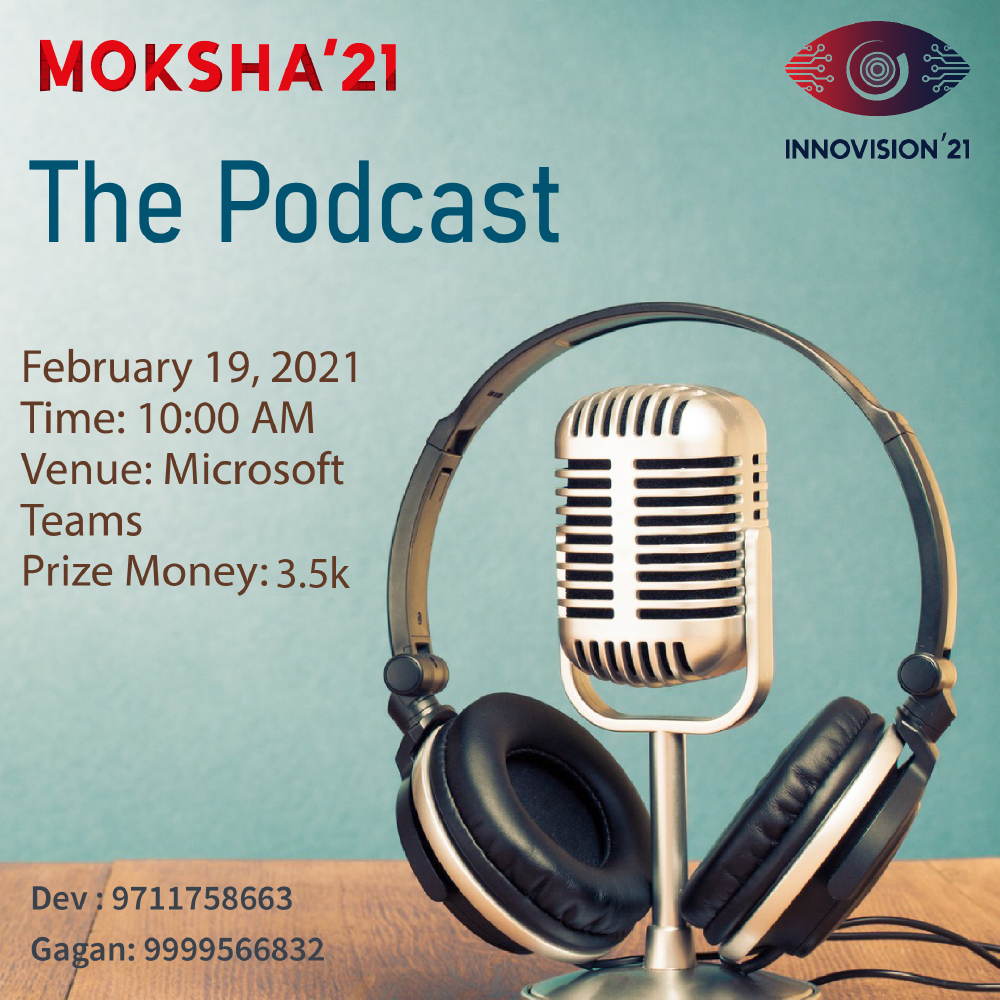 MOKSHA'21
INNOVISION'21
The Podcast
February 19, 2021
Time: 10:00 AM
Venue: Microsoft
Teams
Prize Money: 3.5k
Dev : 9711758663
Gagan: 9999566832